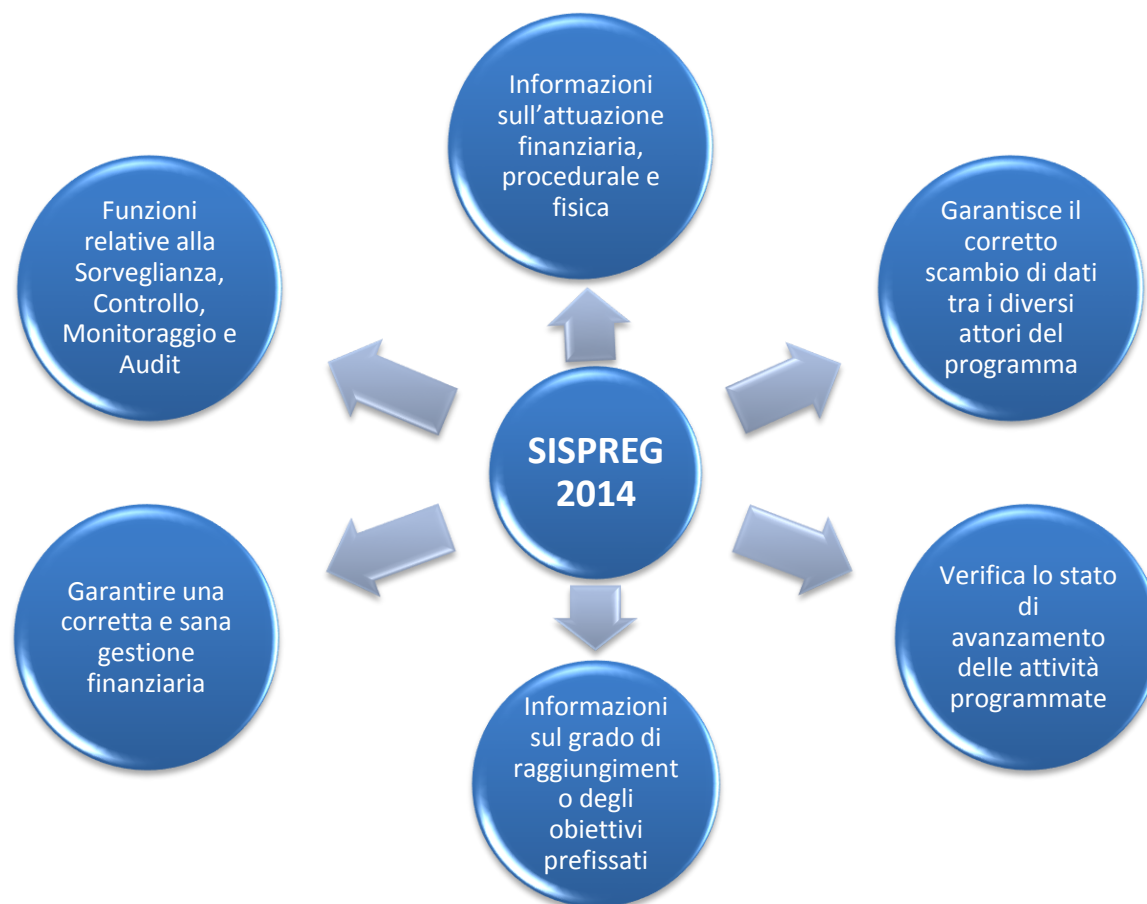 Informazioni
sull’attuazione
finanziaria,
procedurale e
fisica
Funzioni
relative alla
Sorveglianza,
Controllo,
Monitoraggio e
Audit
Garantisce il
corretto
scambio di dati
tra i diversi
attori del
programma
SISPREG
2014
Garantire una
corretta e sana
gestione
finanziaria
Verifica lo stato
di
avanzamento
delle attività
programmate
Informazioni
sul grado di
raggiungiment
o degli
obiettivi
prefissati